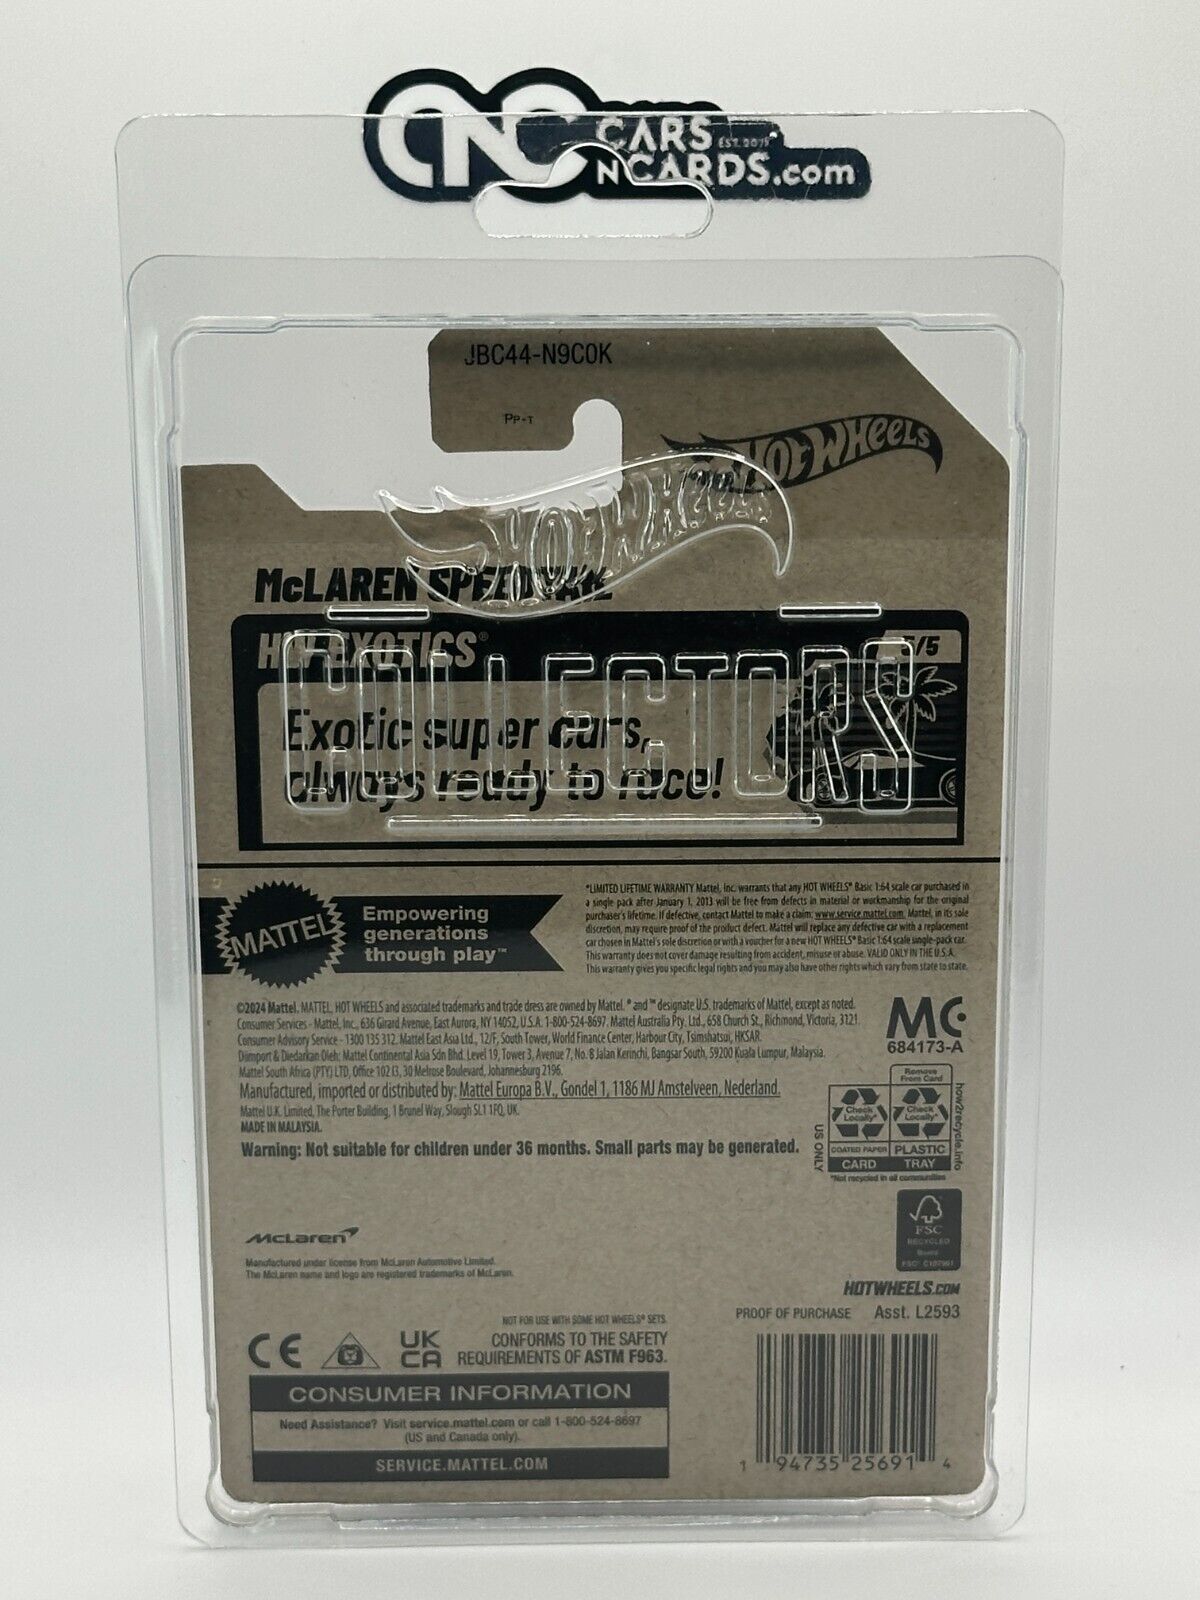 CNC CARS EST. 2019
N CARDS.com
JBC44-N9C0K
PP-T
HOT WHEELS
HOT WHEELS
McLAREN SPEEDTAIL
HW EXOTICS®
5/5
COLLECTORS
Exotic super cars,
always ready to race!
MATTEL
Empowering
generations
through play™
*LIMITED LIFETIME WARRANTY Mattel, Inc. warrants that any HOT WHEELS® Basic 1:64 scale car purchased in
a single pack after January 1, 2013 will be free from defects in material or workmanship for the original
purchaser's lifetime. If defective, contact Mattel to make a claim; www.service.mattel.com. Mattel, in its sole
discretion, may require proof of the product defect. Mattel will replace any defective car with a replacement
car chosen in Mattel's sole discretion or with a voucher for a new HOT WHEELS® Basic 1:64 scale single-pack car.
This warranty does not cover damage resulting from accident, misuse or abuse. VALID ONLY IN THE U.S.A.
This warranty gives you specific legal rights and you may also have other rights which vary from state to state.
©2024 Mattel. MATTEL, HOT WHEELS and associated trademarks and trade dress are owned by Mattel. ® and ™ designate U.S. trademarks of Mattel, except as noted.
Consumer Services - Mattel, Inc., 636 Girard Avenue, East Aurora, NY 14052, U.S.A. 1-800-524-8697. Mattel Australia Pty. Ltd., 658 Church St., Richmond, Victoria, 3121.
Consumer Advisory Service - 1300 135 312. Mattel East Asia Ltd., 12/F, South Tower, World Finance Center, Harbour City, Tsimshatsui, HKSAR.
Diimport & Diedarkan Oleh: Mattel Continental Asia Sdn Bhd. Level 19, Tower 3, Avenue 7, No. 8 Jalan Kerinchi, Bangsar South, 59200 Kuala Lumpur, Malaysia.
Mattel South Africa (PTY) LTD, Office 102 I3, 30 Melrose Boulevard, Johannesburg 2196.
Manufactured, imported or distributed by: Mattel Europa B.V., Gondel 1, 1186 MJ Amstelveen, Nederland.
Mattel U.K. Limited, The Porter Building, 1 Brunel Way, Slough SL1 1FQ, UK.
MADE IN MALAYSIA.
Warning: Not suitable for children under 36 months. Small parts may be generated.
MC
684173-A
Remove
From Card
Check
Locally*
Check
Locally*
COATED PAPER PLASTIC
CARD TRAY
US ONLY
how2recycle.info
*Not recycled in all communities
FSC
RECYCLED
Board
McLaren
Manufactured under license from McLaren Automotive Limited.
The McLaren name and logo are registered trademarks of McLaren.
HOTWHEELS.COM
PROOF OF PURCHASE Asst. L2593
NOT FOR USE WITH SOME HOT WHEELS® SETS.
CE
UK
CA
CONFORMS TO THE SAFETY
REQUIREMENTS OF ASTM F963.
CONSUMER INFORMATION
Need Assistance? Visit service.mattel.com or call 1-800-524-8697
(US and Canada only).
SERVICE.MATTEL.COM
1 94735 25691 4